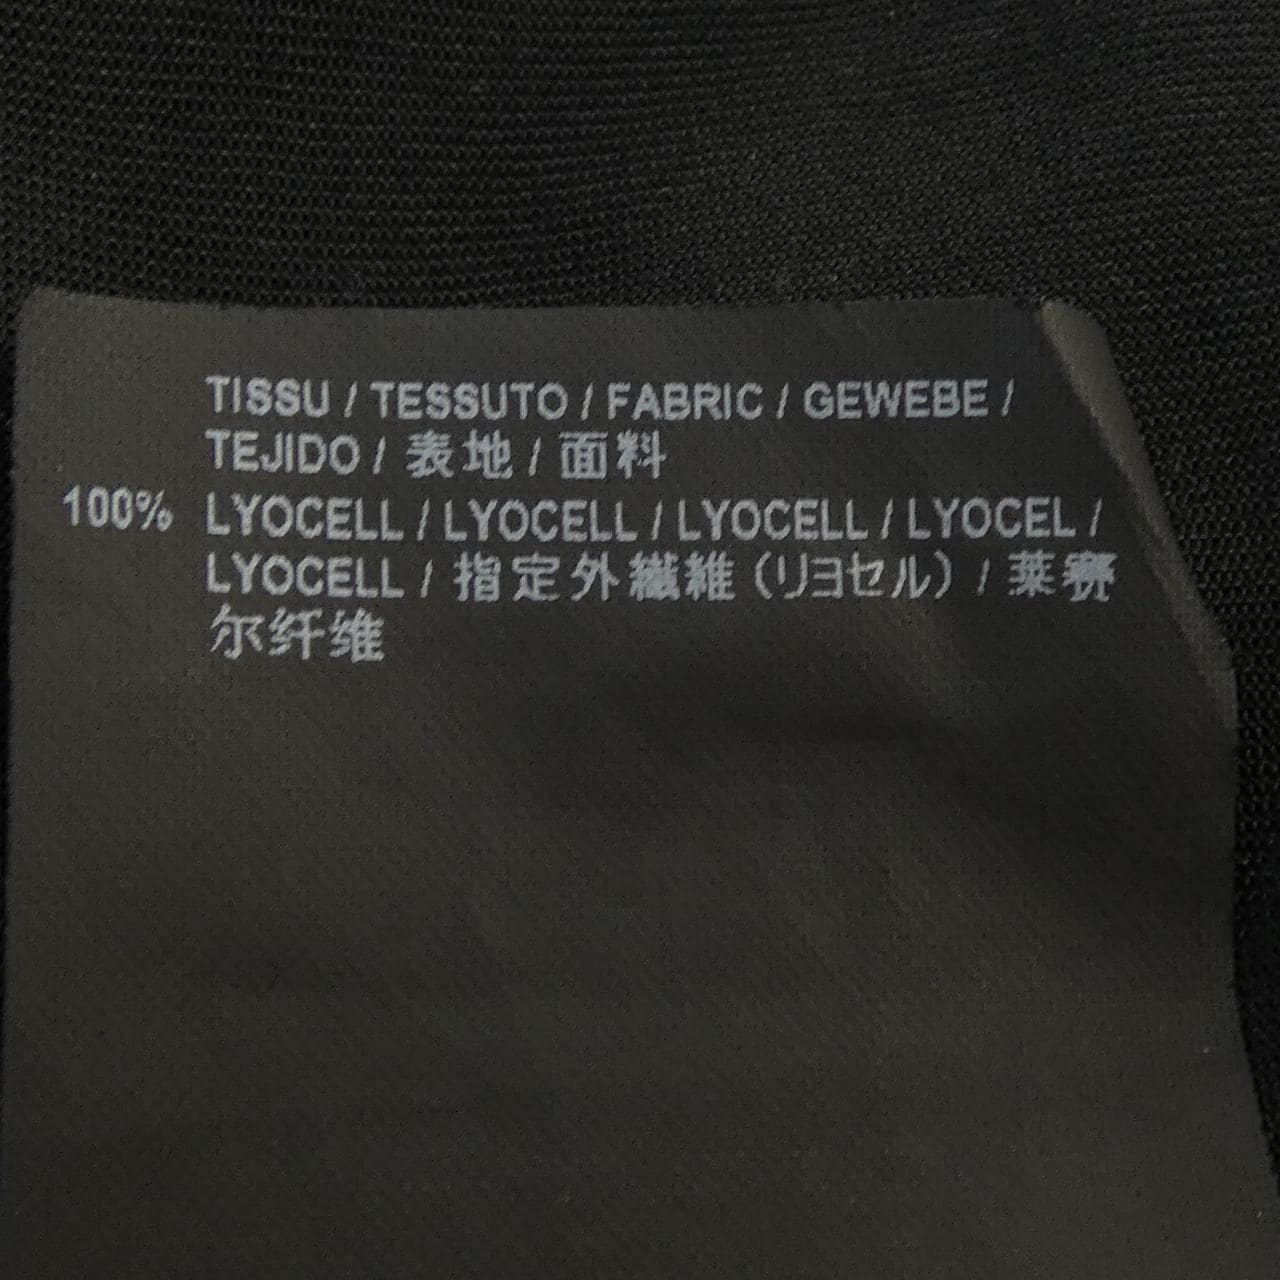 TISSU / TESSUTO / FABRIC / GEWEBE /
TEJIDO / 表地 / 面料
100% LYOCELL / LYOCELL / LYOCELL / LYOCEL /
LYOCELL / 指定外繊維（リヨセル）/ 莱赛
尔纤维